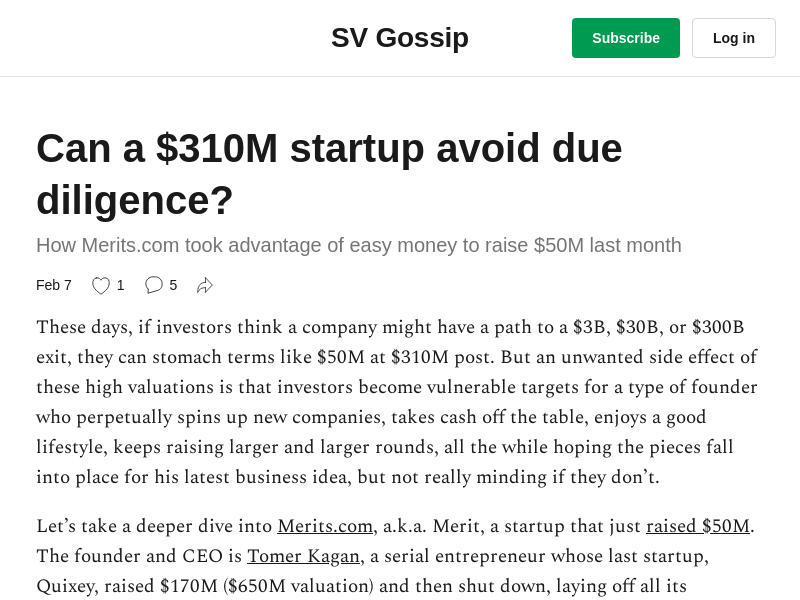 SV Gossip
Subscribe
Log in
Can a $310M startup avoid due
diligence?
How Merits.com took advantage of easy money to raise $50M last month
Feb 7
1
5
These days, if investors think a company might have a path to a $3B, $30B, or $300B
exit, they can stomach terms like $50M at $310M post. But an unwanted side effect of
these high valuations is that investors become vulnerable targets for a type of founder
who perpetually spins up new companies, takes cash off the table, enjoys a good
lifestyle, keeps raising larger and larger rounds, all the while hoping the pieces fall
into place for his latest business idea, but not really minding if they don’t.
Let’s take a deeper dive into Merits.com, a.k.a. Merit, a startup that just raised $50M.
The founder and CEO is Tomer Kagan, a serial entrepreneur whose last startup,
Quixey, raised $170M ($650M valuation) and then shut down, laying off all its